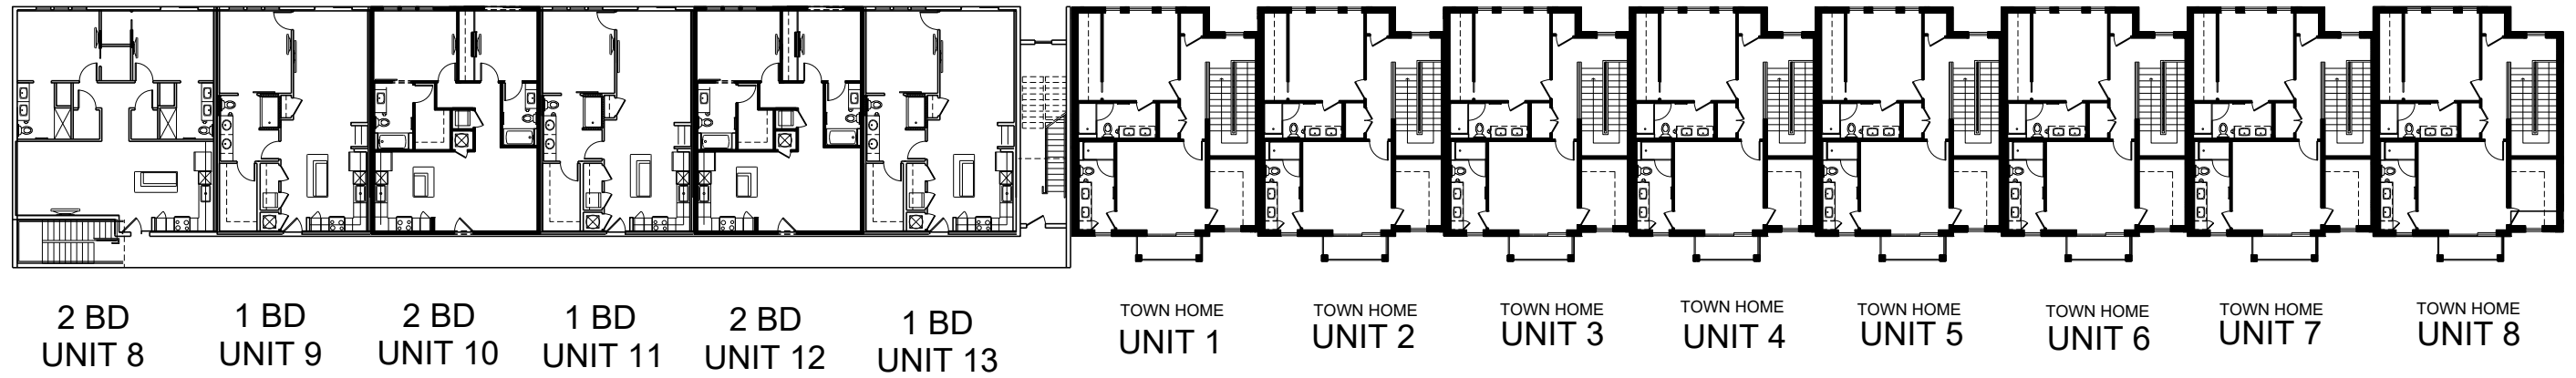 2 BD
UNIT 8
1 BD
UNIT 9
2 BD
UNIT 10
1 BD
UNIT 11
2 BD
UNIT 12
1 BD
UNIT 13
TOWN HOME
UNIT 1
TOWN HOME
UNIT 2
TOWN HOME
UNIT 3
TOWN HOME
UNIT 4
TOWN HOME
UNIT 5
TOWN HOME
UNIT 6
TOWN HOME
UNIT 7
TOWN HOME
UNIT 8